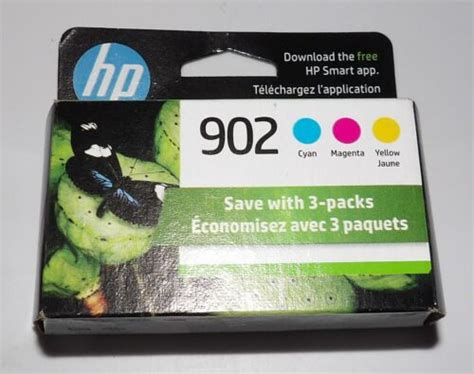 hp
Download the free
HP Smart app.
Téléchargez l'application
902
Cyan
Magenta
Yellow
Jaune
Save with 3-packs
Économisez avec 3 paquets